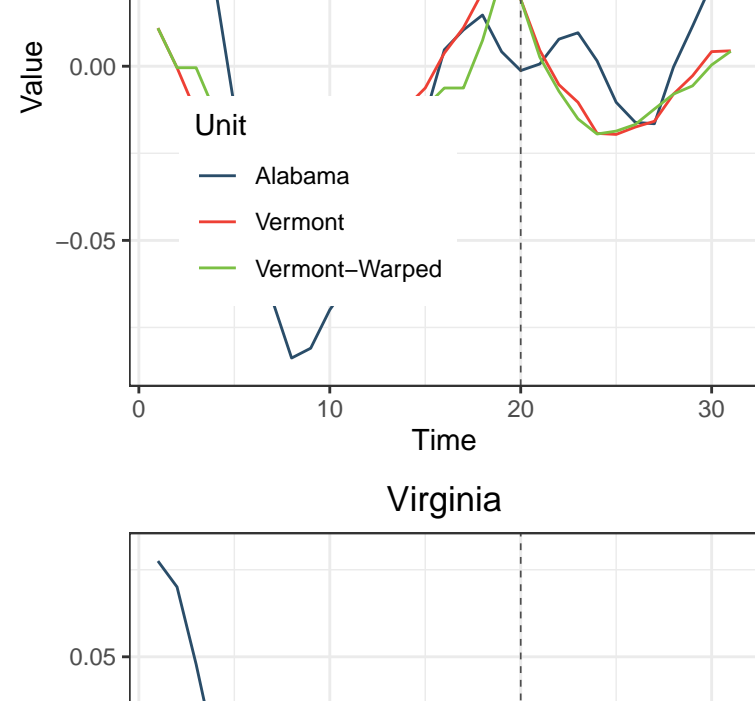 Value
0.00
Unit
Alabama
Vermont
−0.05
Vermont−Warped
0 10 20 30
Time
Virginia
0.05